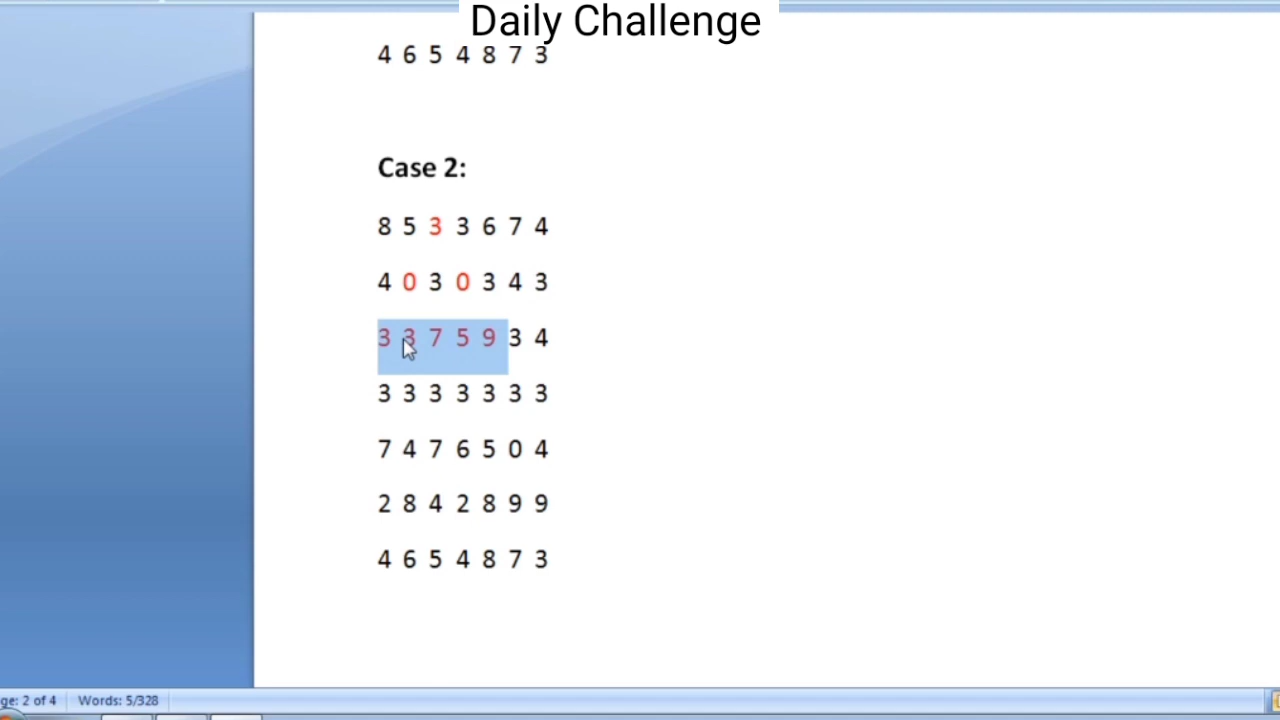 Daily Challenge
4 6 5 4 8 7 3
Case 2:
8 5 3 3 6 7 4
4 0 3 0 3 4 3
3 3 7 5 9 3 4
3 3 3 3 3 3 3
7 4 7 6 5 0 4
2 8 4 2 8 9 9
4 6 5 4 8 7 3
ge: 2 of 4 Words: 5/328